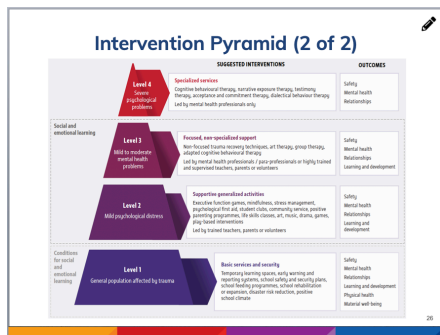 Intervention Pyramid (2 of 2)
SUGGESTED INTERVENTIONS
OUTCOMES
Level 4
Severe
psychological
problems
Specialized services
Cognitive behavioural therapy, narrative exposure therapy, testimony
therapy, acceptance and commitment therapy, dialectical behaviour therapy
Led by mental health professionals only
Safety
Mental health
Relationships
Social and
emotional learning
Level 3
Mild to moderate
mental health
problems
Focused, non-specialized support
Non-focused trauma recovery techniques, art therapy, group therapy,
adapted cognitive behavioral therapy
Led by mental health professionals / para-professionals or highly trained
and supervised teachers, parents or volunteers
Safety
Mental health
Relationships
Learning and development
Level 2
Mild psychological distress
Supportive generalized activities
Executive function games, mindfulness, stress management,
psychological first aid, student clubs, community service, positive
parenting programmes, life skills classes, art, music, drama, games,
play-based interventions
Led by trained teachers, parents or volunteers
Safety
Mental health
Relationships
Learning and
development
Conditions
for social
and
emotional
learning
Level 1
General population affected by trauma
Basic services and security
Temporary learning spaces, early warning and
reporting systems, school safety and security plans,
school feeding programmes, school rehabilitation
or expansion, disaster risk reduction, positive
school climate
Safety
Mental health
Relationships
Learning and development
Physical health
Material well-being
26